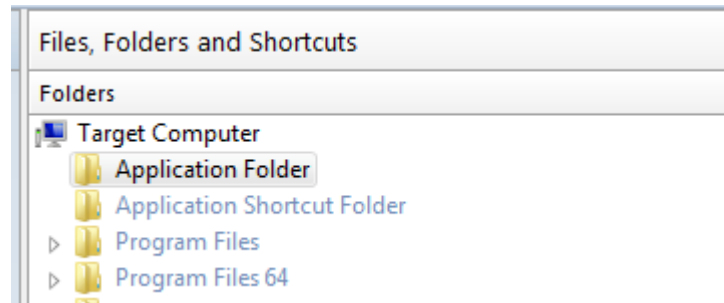 Files, Folders and Shortcuts
Folders
Target Computer
Application Folder
Application Shortcut Folder
Program Files
Program Files 64